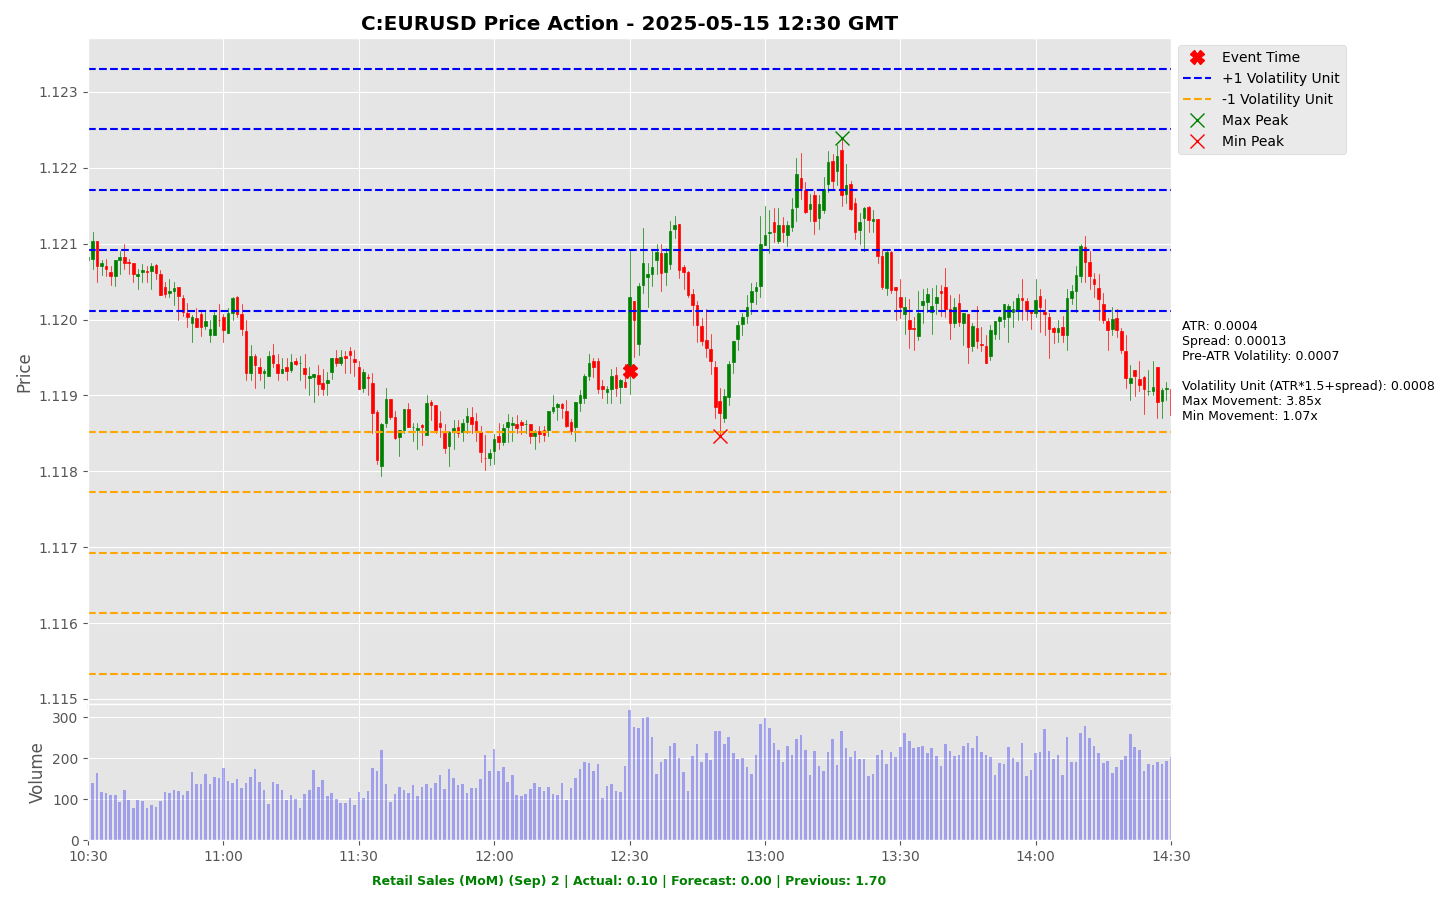 C:EURUSD Price Action - 2025-05-15 12:30 GMT
Event Time
+1 Volatility Unit
-1 Volatility Unit
Max Peak
Min Peak
Price
1.123
1.122
1.121
1.120
1.119
1.118
1.117
1.116
1.115
ATR: 0.0004
Spread: 0.00013
Pre-ATR Volatility: 0.0007
Volatility Unit (ATR*1.5+spread): 0.0008
Max Movement: 3.85x
Min Movement: 1.07x
Volume
300
200
100
0
10:30 11:00 11:30 12:00 12:30 13:00 13:30 14:00 14:30
Retail Sales (MoM) (Sep) 2 | Actual: 0.10 | Forecast: 0.00 | Previous: 1.70